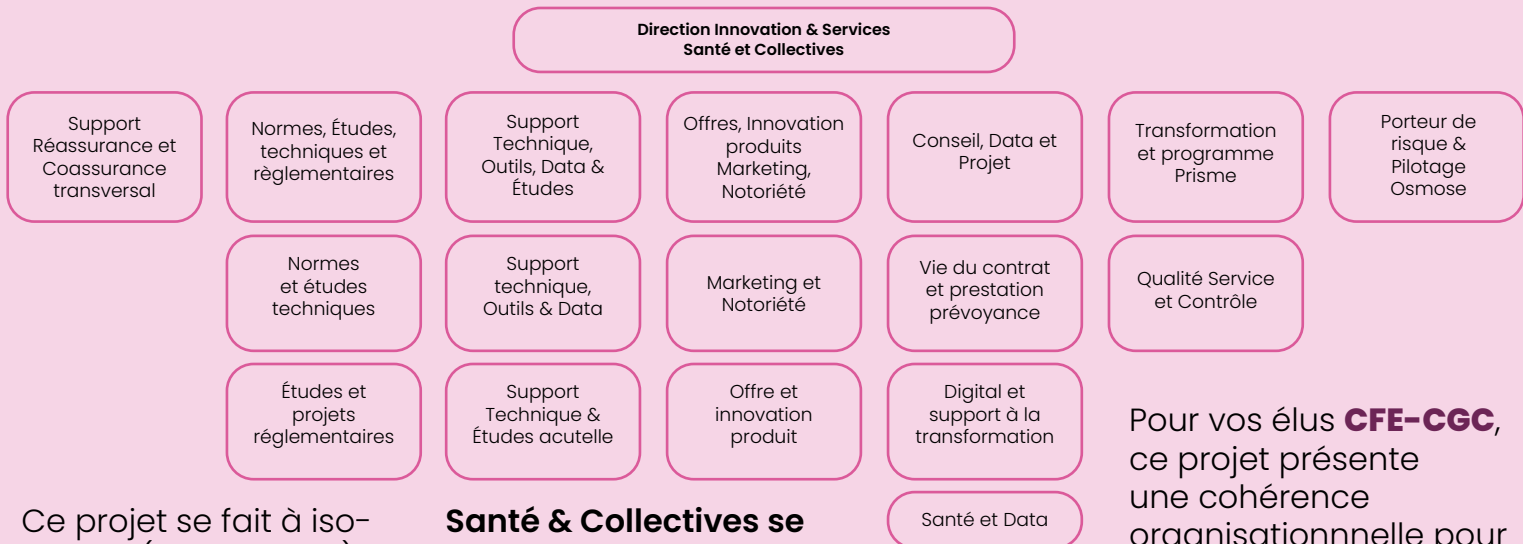 Direction Innovation & Services
Santé et Collectives
Support
Réassurance et
Coassurance
transversal
Normes, Études,
techniques et
règlementaires
Support
Technique,
Outils, Data &
Études
Offres, Innovation
produits
Marketing,
Notoriété
Conseil, Data et
Projet
Transformation
et programme
Prisme
Porteur de
risque &
Pilotage
Osmose
Normes
et études
techniques
Support
technique,
Outils & Data
Marketing et
Notoriété
Vie du contrat
et prestation
prévoyance
Qualité Service
et Contrôle
Études et
projets
réglementaires
Support
Technique &
Études acutelle
Offre et
innovation
produit
Digital et
support à la
transformation
Santé et Data
Ce projet se fait à iso-
Santé & Collectives se
Pour vos élus CFE-CGC,
ce projet présente
une cohérence
organisationnnelle pour